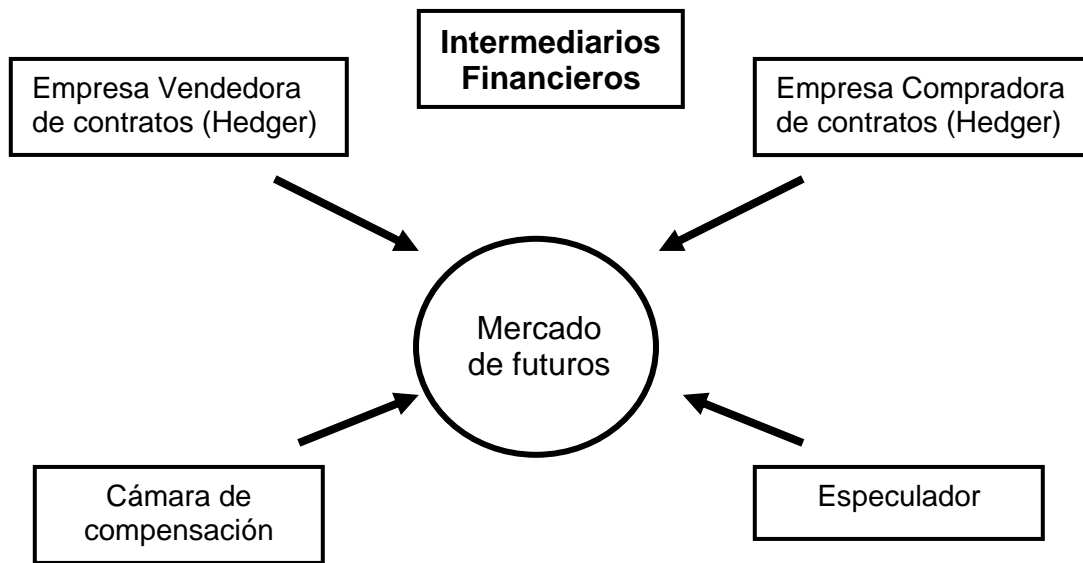 Intermediarios
Financieros
Empresa Vendedora
de contratos (Hedger)
Empresa Compradora
de contratos (Hedger)
Mercado
de futuros
Cámara de
compensación
Especulador